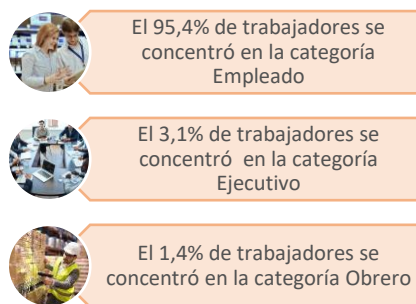 El 95,4% de trabajadores se
concentró en la categoría
Empleado
El 3,1% de trabajadores se
concentró en la categoría
Ejecutivo
El 1,4% de trabajadores se
concentró en la categoría Obrero